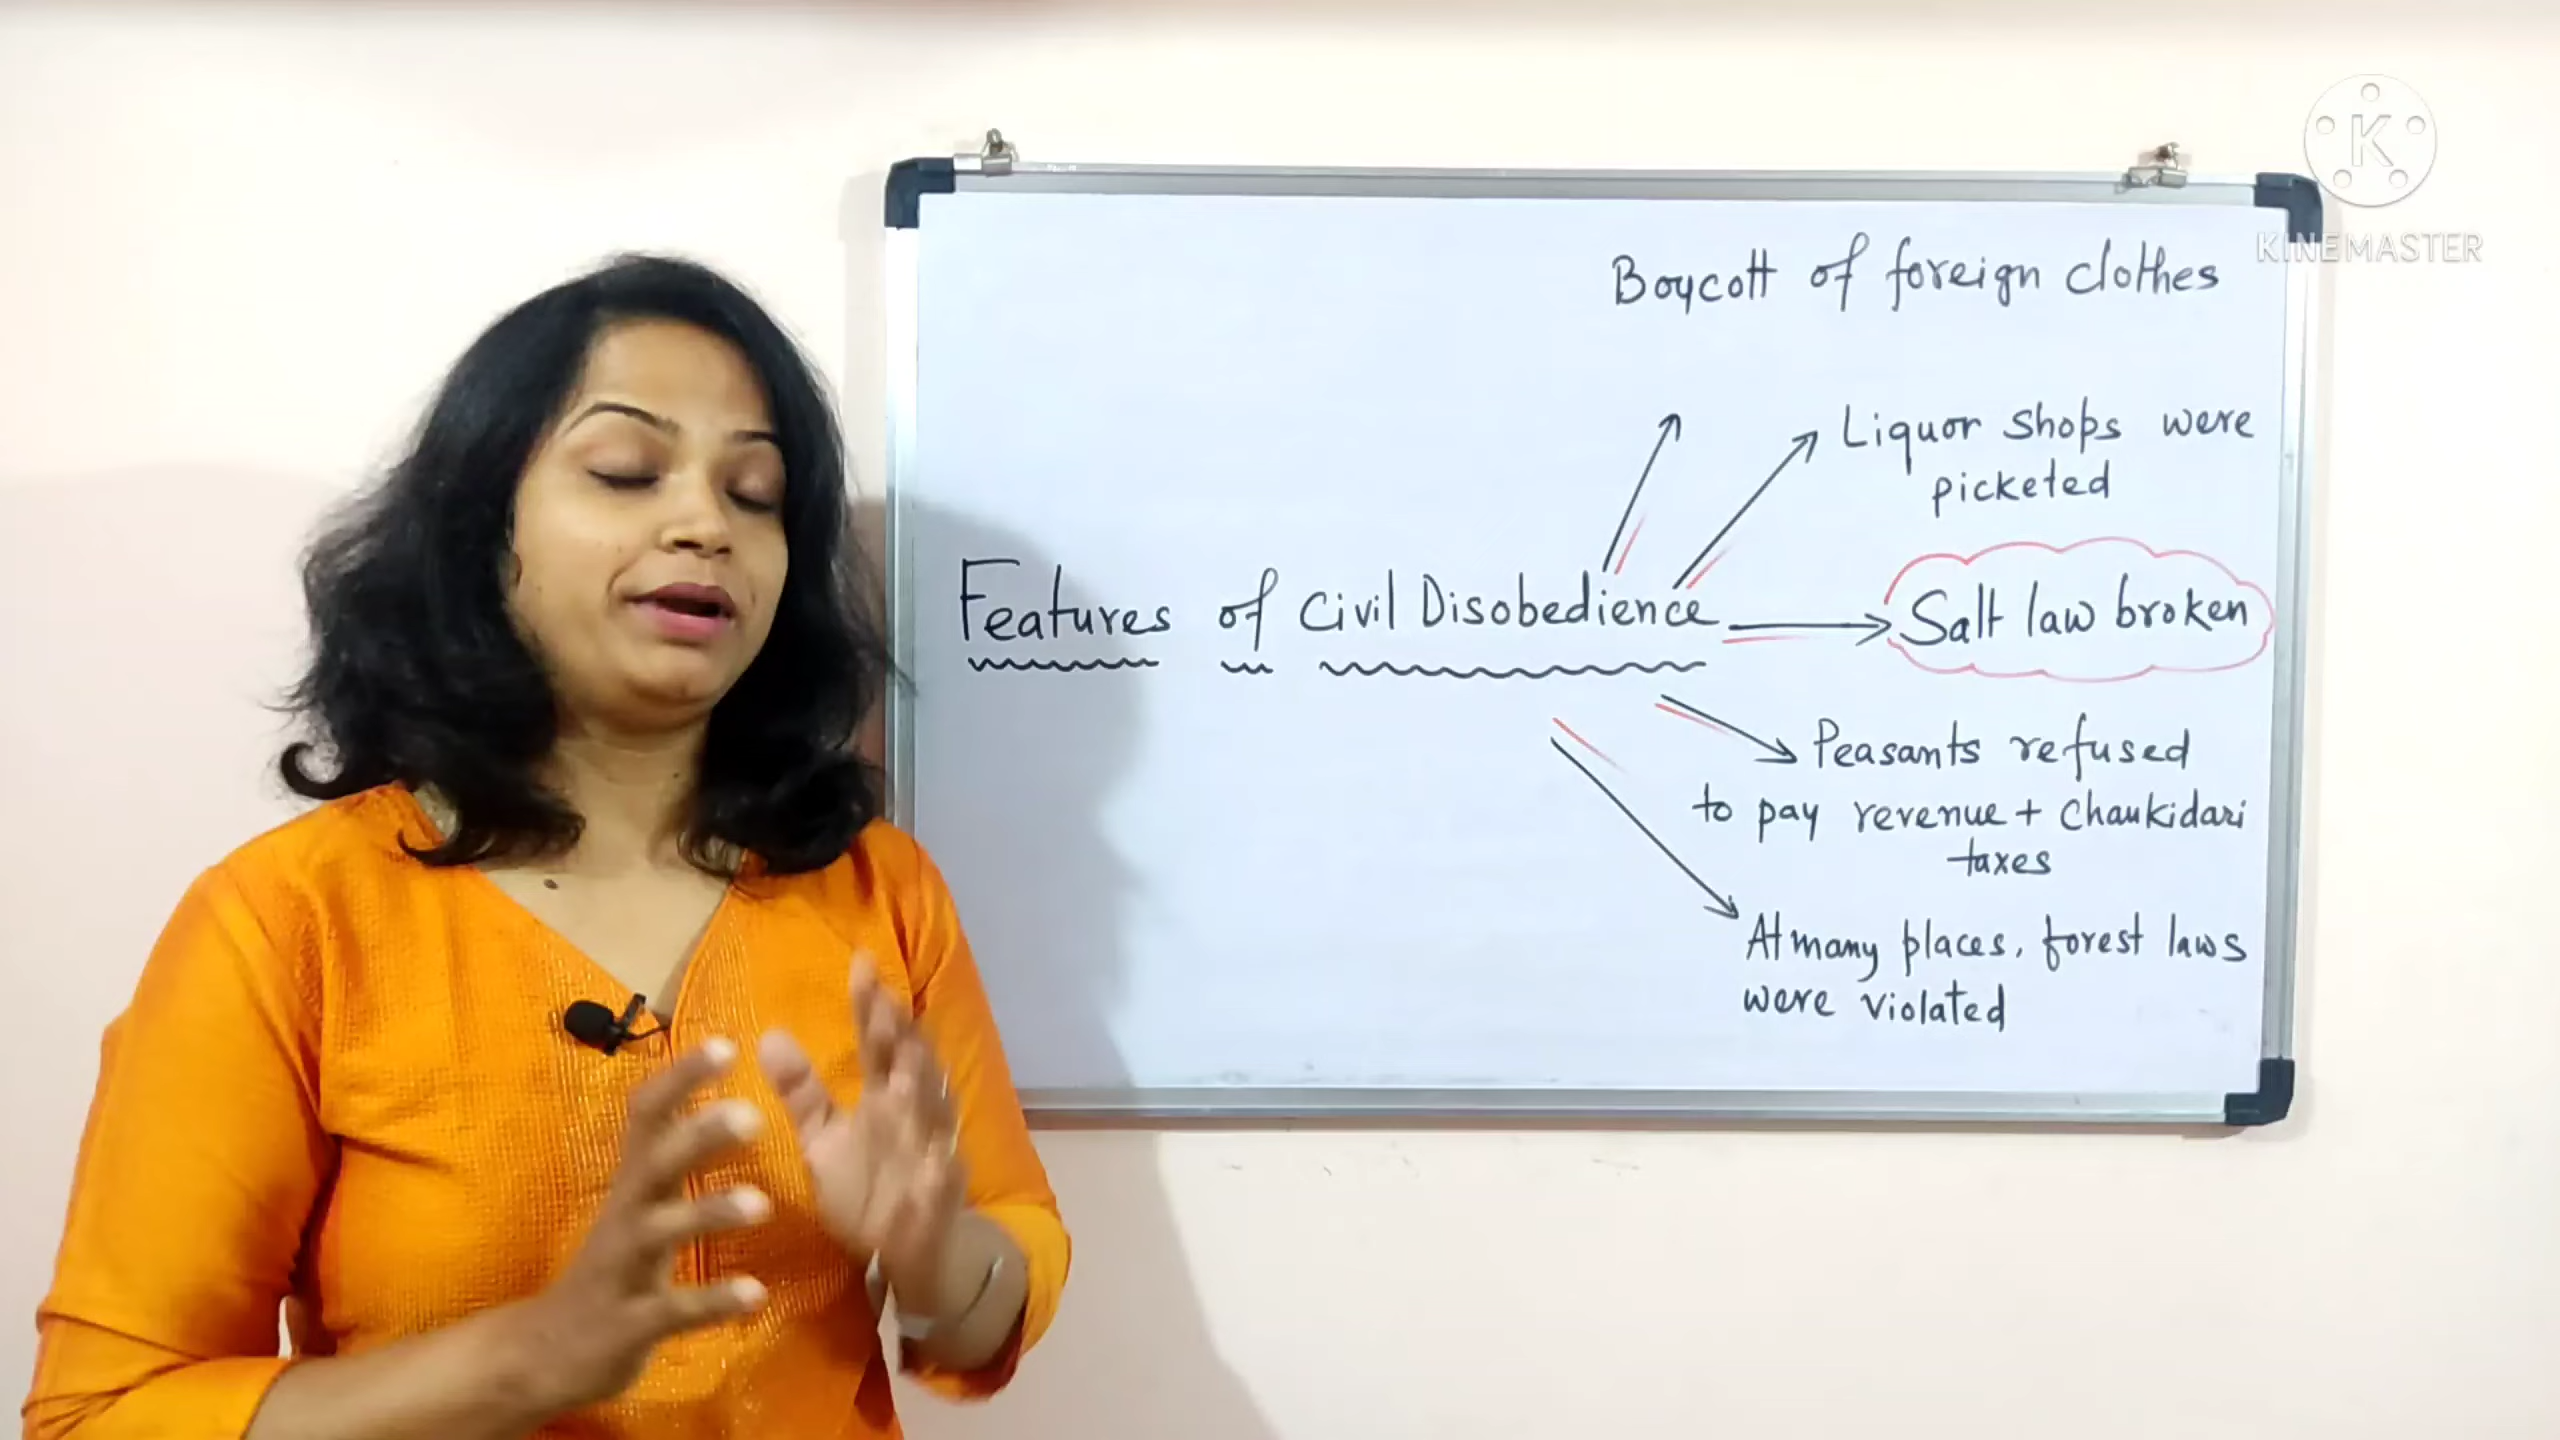 K
KINEMASTER
Boycott of foreign clothes
Liquor shops were
picketed
Features of Civil Disobedience
Salt law broken
Peasants refused
to pay revenue + Chaukidari
taxes
At many places, forest laws
were violated